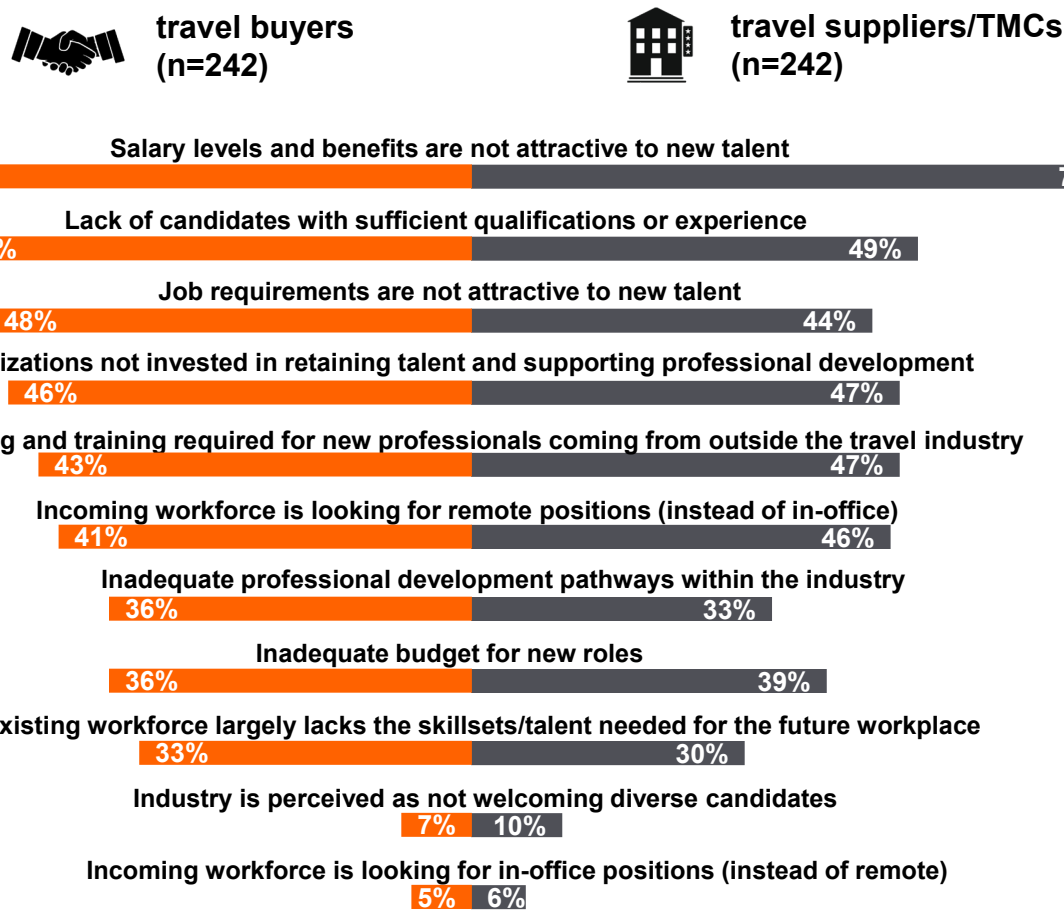 travel buyers
(n=242)
travel suppliers/TMCs
(n=242)
Salary levels and benefits are not attractive to new talent
Lack of candidates with sufficient qualifications or experience
% 49%
Job requirements are not attractive to new talent
48% 44%
izations not invested in retaining talent and supporting professional development
46% 47%
g and training required for new professionals coming from outside the travel industry
43% 47%
Incoming workforce is looking for remote positions (instead of in-office)
41% 46%
Inadequate professional development pathways within the industry
36% 33%
Inadequate budget for new roles
36% 39%
xisting workforce largely lacks the skillsets/talent needed for the future workplace
33% 30%
Industry is perceived as not welcoming diverse candidates
7% 10%
Incoming workforce is looking for in-office positions (instead of remote)
5% 6%